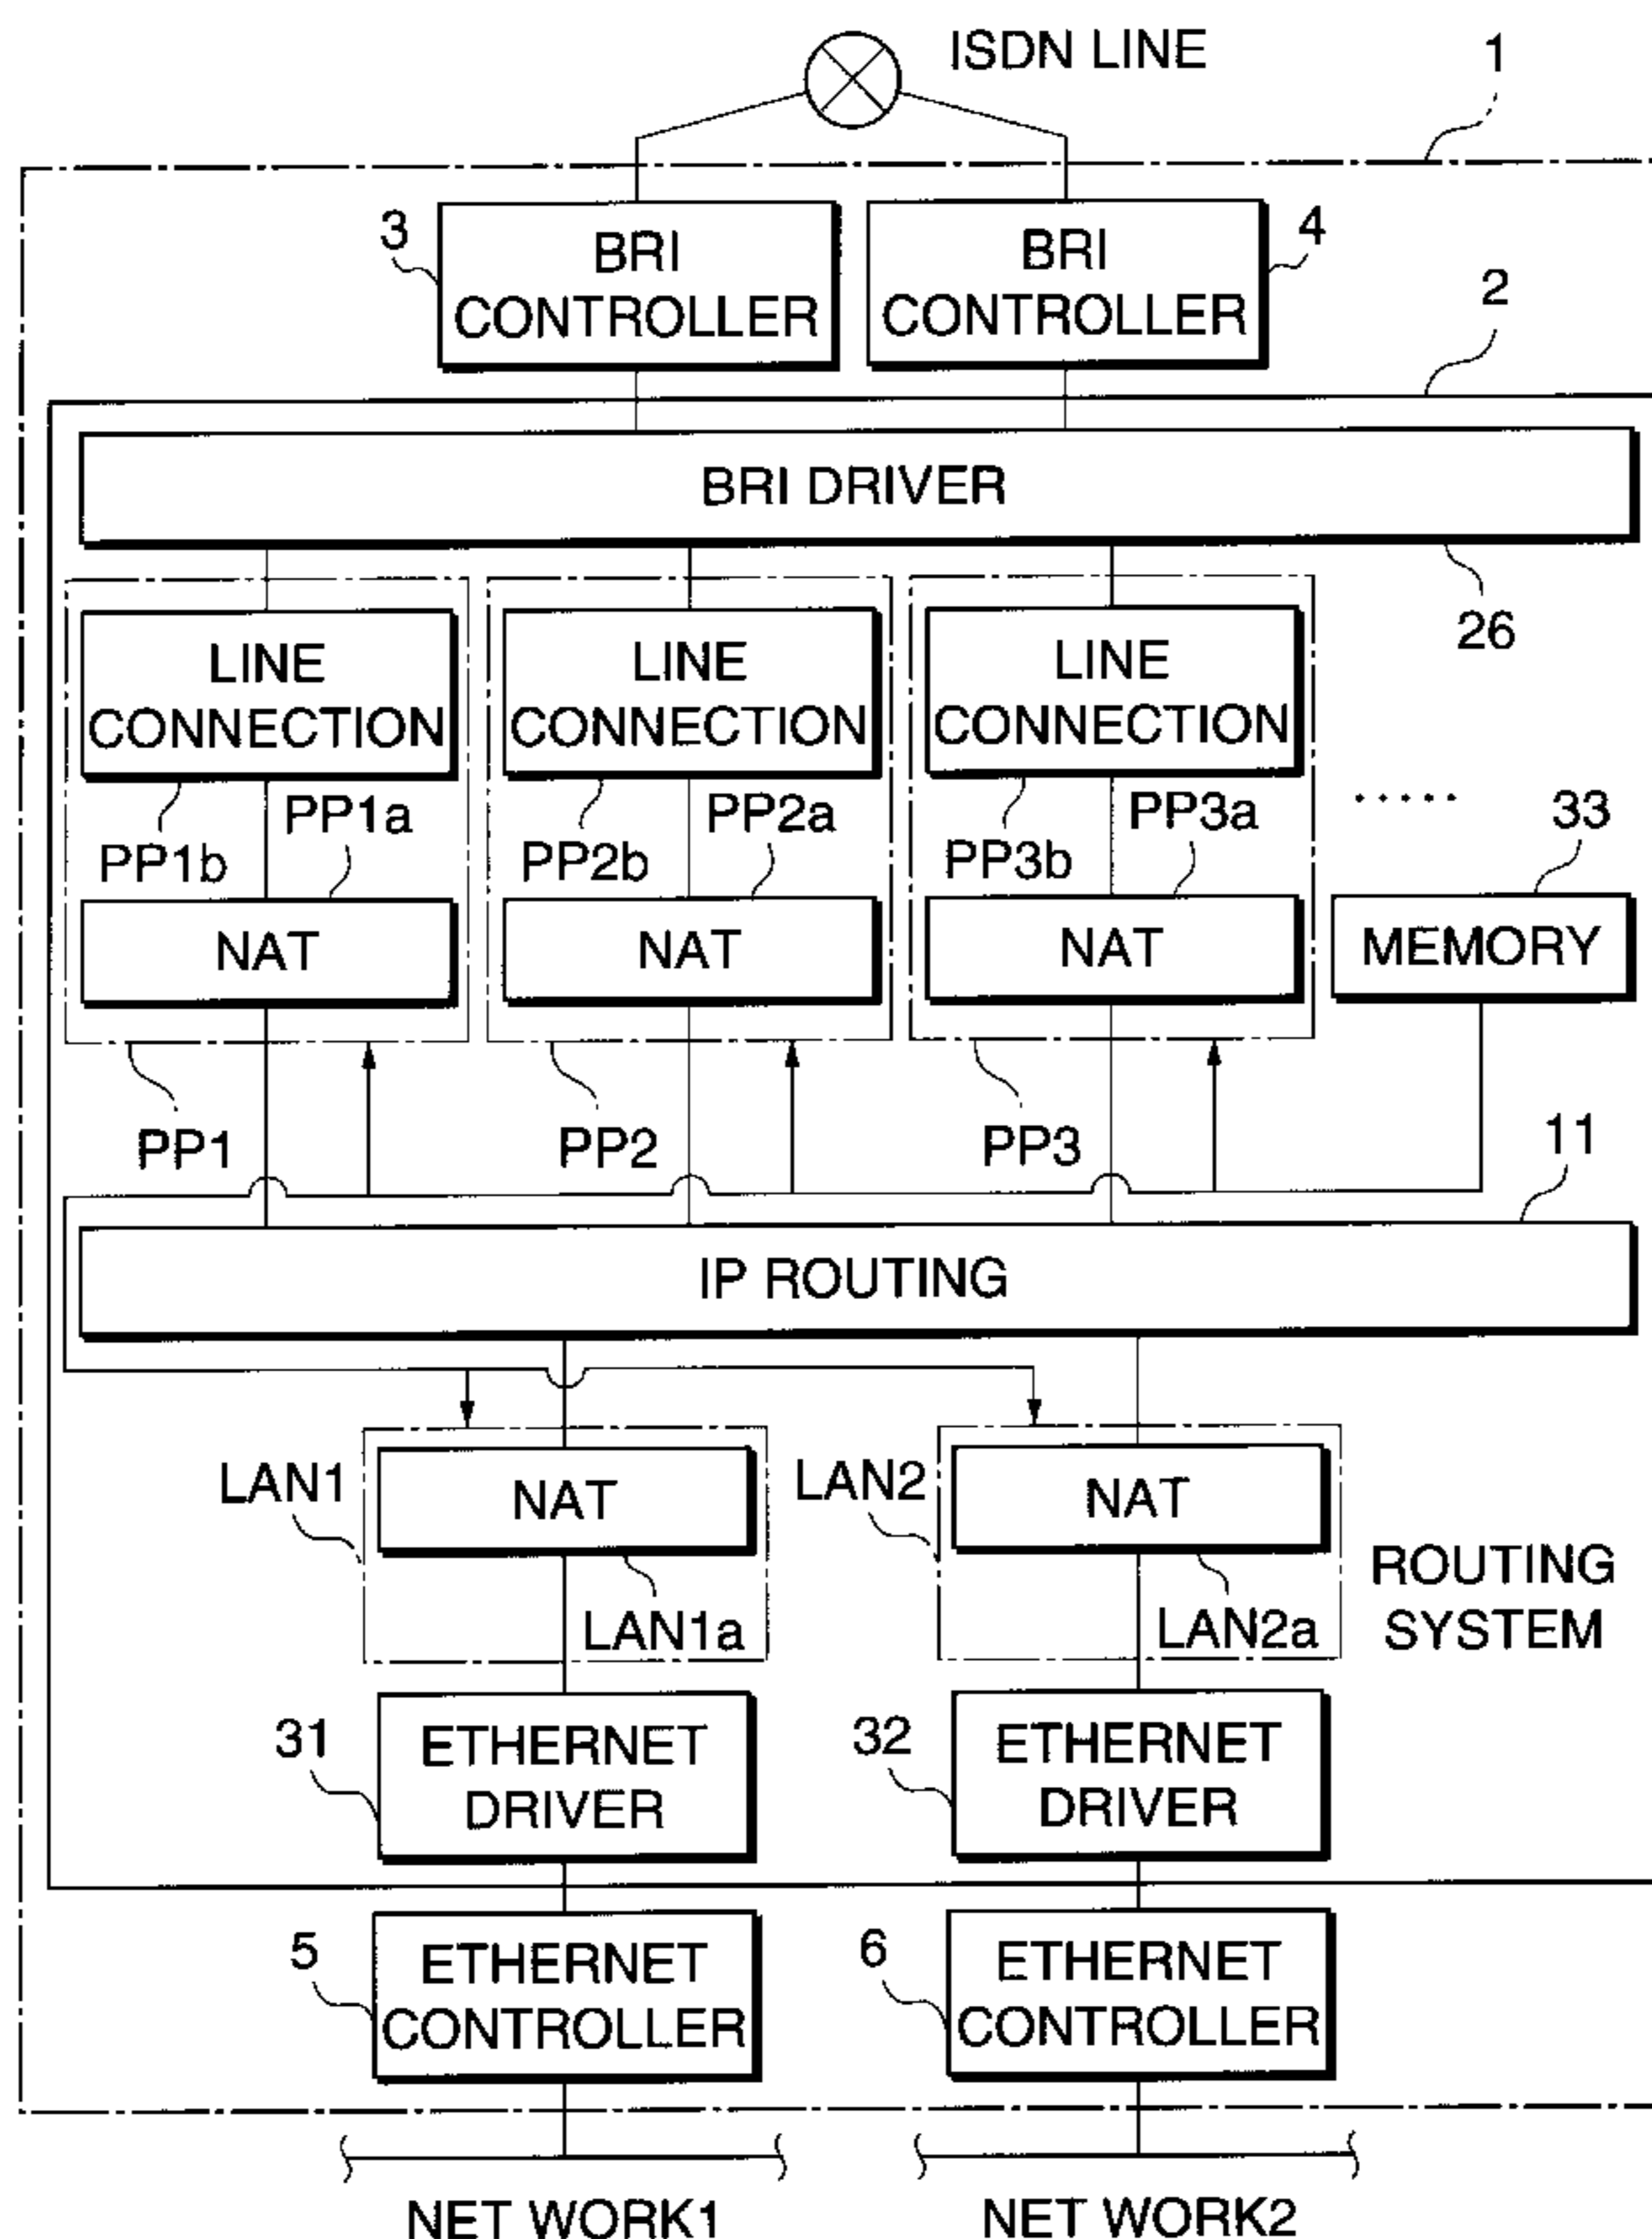 ISDN LINE
1
3
BRI
CONTROLLER
BRI
CONTROLLER
4
2
BRI DRIVER
26
LINE
CONNECTION
LINE
CONNECTION
LINE
CONNECTION
PP1b
PP1a
PP2b
PP2a
PP3b
PP3a
.....
33
NAT
NAT
NAT
MEMORY
PP1
PP2
PP3
11
IP ROUTING
LAN1
NAT
LAN1a
LAN2
NAT
LAN2a
ROUTING
SYSTEM
31
ETHERNET
DRIVER
32
ETHERNET
DRIVER
5
ETHERNET
CONTROLLER
6
ETHERNET
CONTROLLER
NET WORK1
NET WORK2